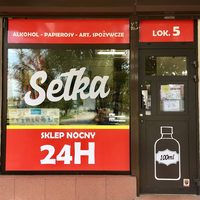 ALKOHOL - PAPIEROSY - ART. SPOŻYWCZE
LOK. 5
Setka
SKLEP NOCNY
24H
100ml